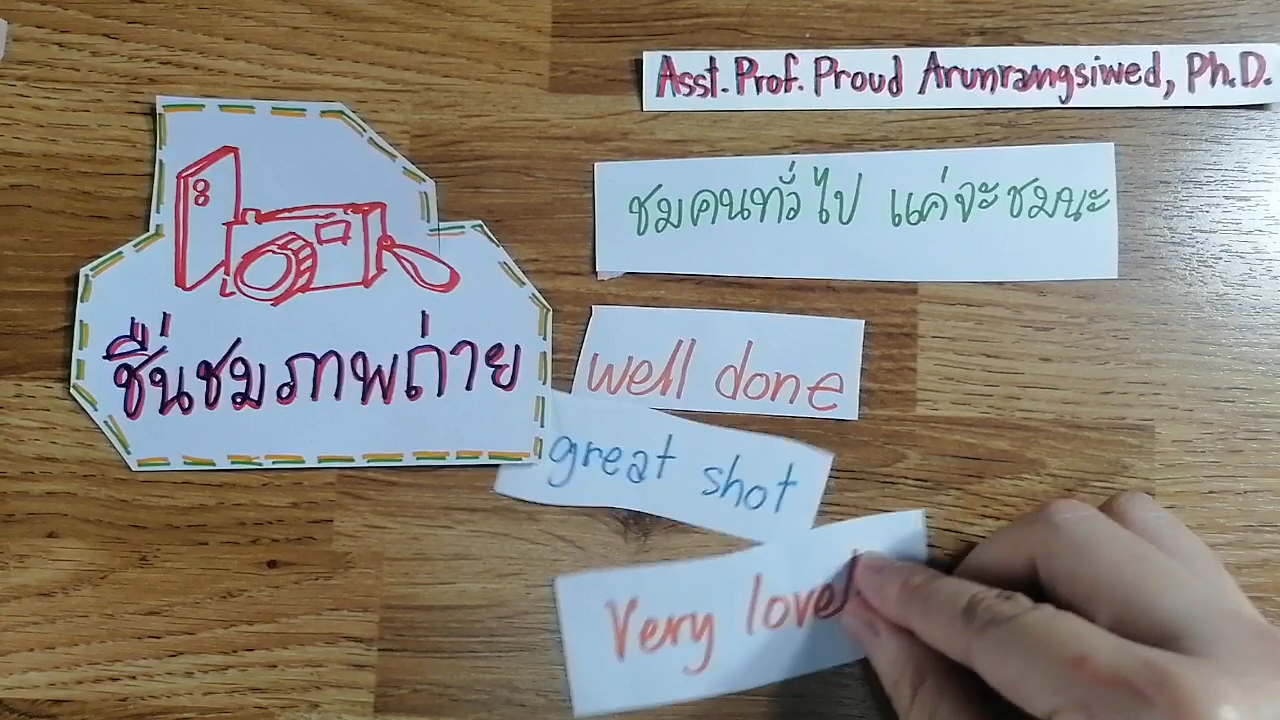 Asst. Prof. Proud Arunrangsiwed, Ph.D.
ชมคนทั่วไป แค่จะชมนะ
ชื่นชมภาพถ่าย
well done
great shot
Very